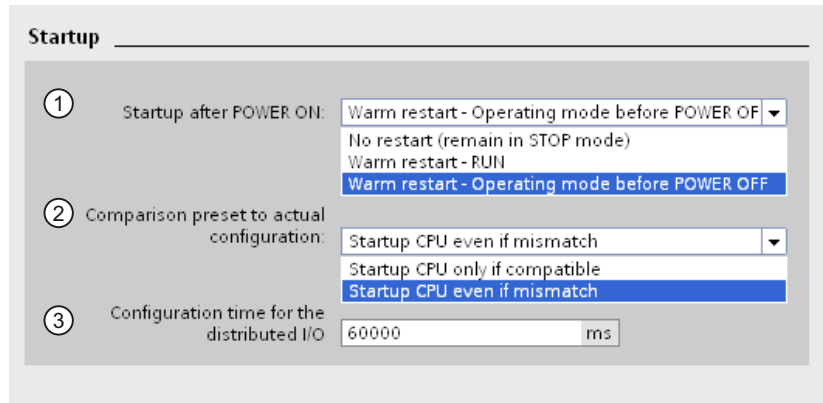 Startup
1 Startup after POWER ON: Warm restart - Operating mode before POWER OF
No restart (remain in STOP mode)
Warm restart - RUN
Warm restart - Operating mode before POWER OFF
2 Comparison preset to actual
configuration: Startup CPU even if mismatch
Startup CPU only if compatible
Startup CPU even if mismatch
3 Configuration time for the
distributed I/O 60000 ms